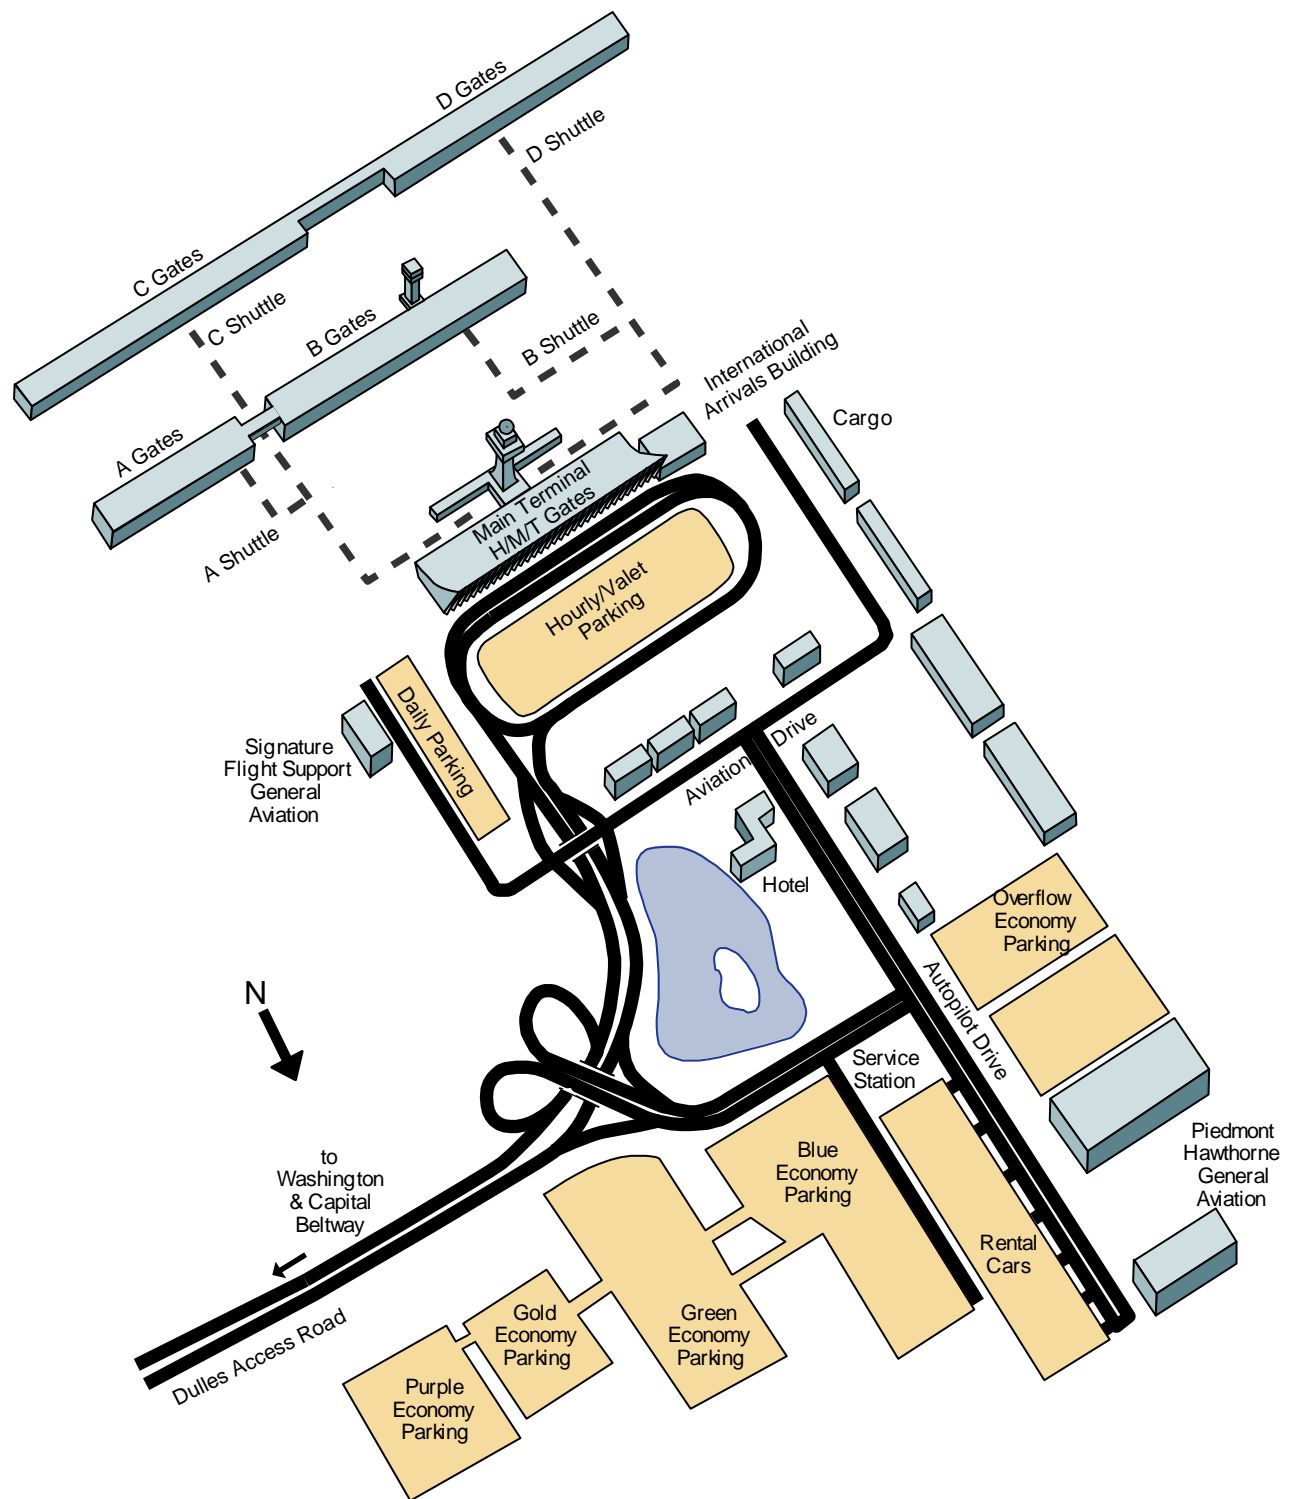 D Gates
D Shuttle
C Gates
C Shuttle
B Gates
B Shuttle
International
Arrivals Building
Cargo
A Gates
A Shuttle
Main Terminal
H/M/T Gates
Hourly/Valet
Parking
Daily Parking
Signature
Flight Support
General
Aviation
Aviation Drive
Hotel
Overflow
Economy
Parking
Autopilot Drive
N
Service
Station
Piedmont
Hawthorne
General
Aviation
to
Washington
& Capital
Beltway
Blue
Economy
Parking
Rental
Cars
Gold
Economy
Parking
Green
Economy
Parking
Dulles Access Road
Purple
Economy
Parking